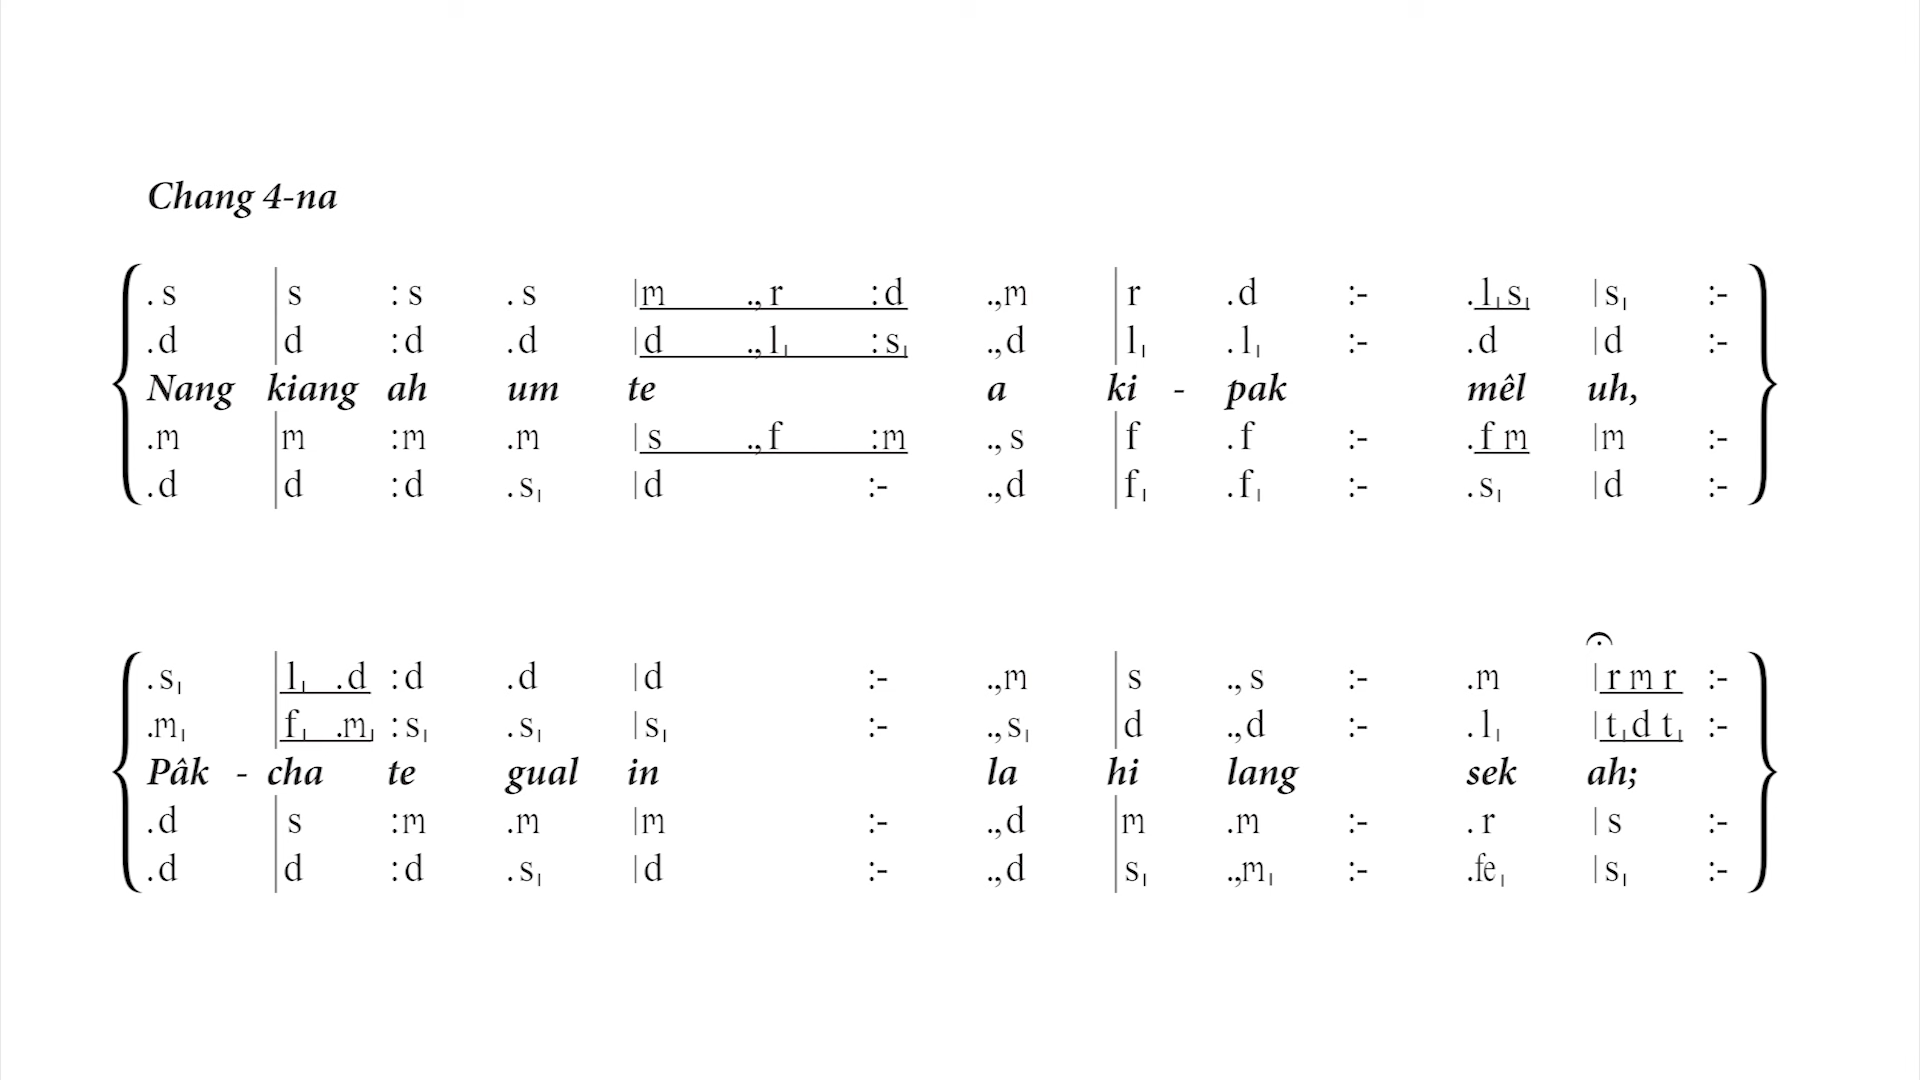 Chang 4-na
.s |s :s .s |m .,r :d .,m |r .d :- .l₁s₁ |s₁ :-
.d |d :d .d |d .,l₁ :s₁ .,d |l₁ .l₁ :- .d |d :-
Nang kiang ah um te a ki - pak mêl uh,
.m |m :m .m |s .,f :m .,s |f .f :- .f m |m :-
.d |d :d .s₁ |d :- .,d |f₁ .f₁ :- .s₁ |d :-
.s₁ |l₁ .d :d .d |d :- .,m |s .,s :- .m |r m r :-
.m₁ |f₁ .m₁ :s₁ .s₁ |s₁ :- .,s₁ |d .,d :- .l₁ |t₁d t₁ :-
Pâk - cha te gual in la hi lang sek ah;
.d |s :m .m |m :- .,d |m .m :- .r |s :-
.d |d :d .s₁ |d :- .,d |s₁ .,m₁ :- .fe₁ |s₁ :-